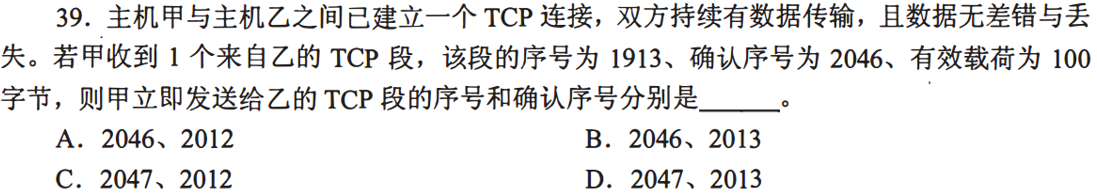 39．主机甲与主机乙之间已建立一个 TCP 连接，双方持续有数据传输，且数据无差错与丢
失。若甲收到 1 个来自乙的 TCP 段，该段的序号为 1913、确认序号为 2046、有效载荷为 100
字节，则甲立即发送给乙的 TCP 段的序号和确认序号分别是______。
A．2046、2012 B．2046、2013
C．2047、2012 D．2047、2013